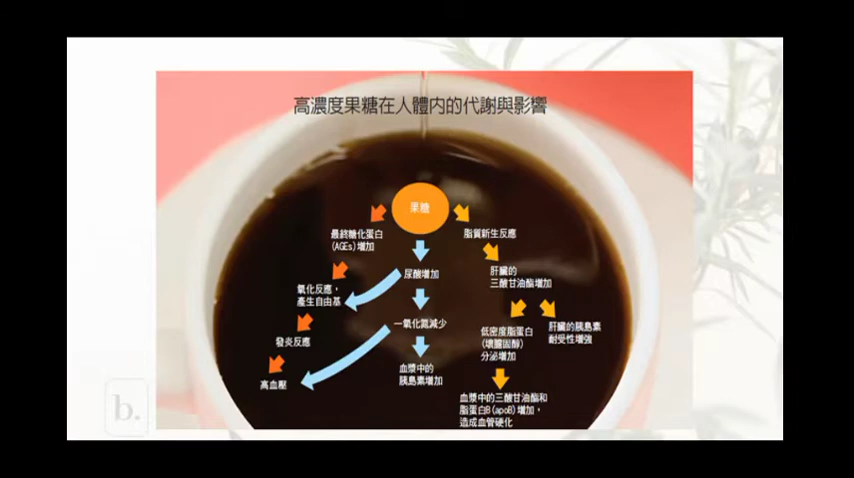 高濃度果糖在人體内的代謝與影響
果糖
最終糖化蛋白
(AGEs)增加
氧化反應，
產生自由基
發炎反應
高血壓
尿酸增加
一氧化氮減少
血漿中的
胰島素增加
脂質新生反應
肝臟的
三酸甘油酯增加
低密度脂蛋白
(壞膽固醇)
分泌增加
肝臟的胰島素
耐受性增強
血漿中的三酸甘油酯和
脂蛋白B(apoB)增加，
造成血管硬化
b.